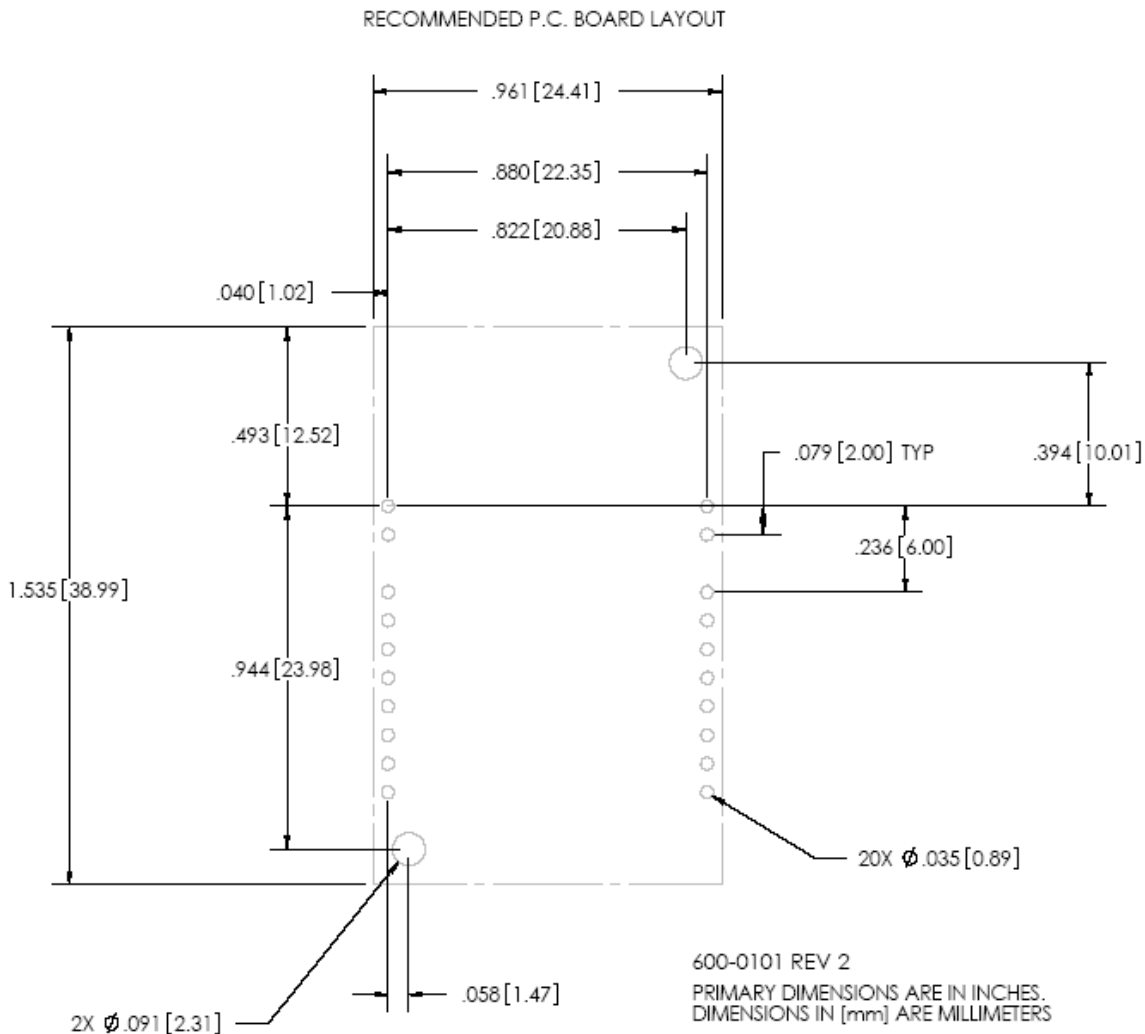 RECOMMENDED P.C. BOARD LAYOUT
.961 [24.41]
.880 [22.35]
.822 [20.88]
.040 [1.02]
.493 [12.52]
.079 [2.00] TYP
.394 [10.01]
.236 [6.00]
1.535 [38.99]
.944 [23.98]
20X Ø .035 [0.89]
600-0101 REV 2
.058 [1.47]
PRIMARY DIMENSIONS ARE IN INCHES.
DIMENSIONS IN [mm] ARE MILLIMETERS
2X Ø .091 [2.31]